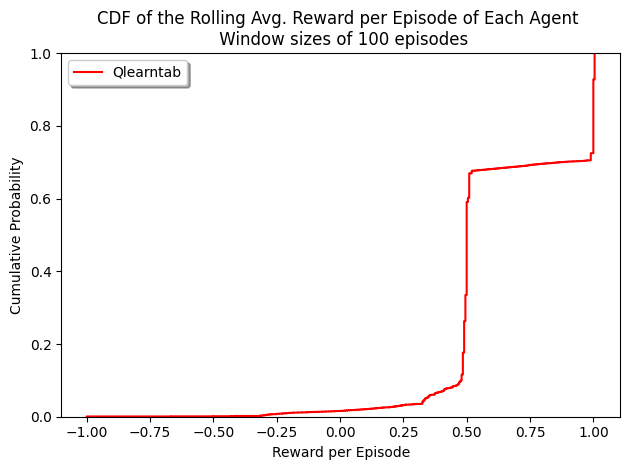 CDF of the Rolling Avg. Reward per Episode of Each Agent
Window sizes of 100 episodes
Qlearntab
Cumulative Probability
1.0
0.8
0.6
0.4
0.2
0.0
−1.00 −0.75 −0.50 −0.25 0.00 0.25 0.50 0.75 1.00
Reward per Episode